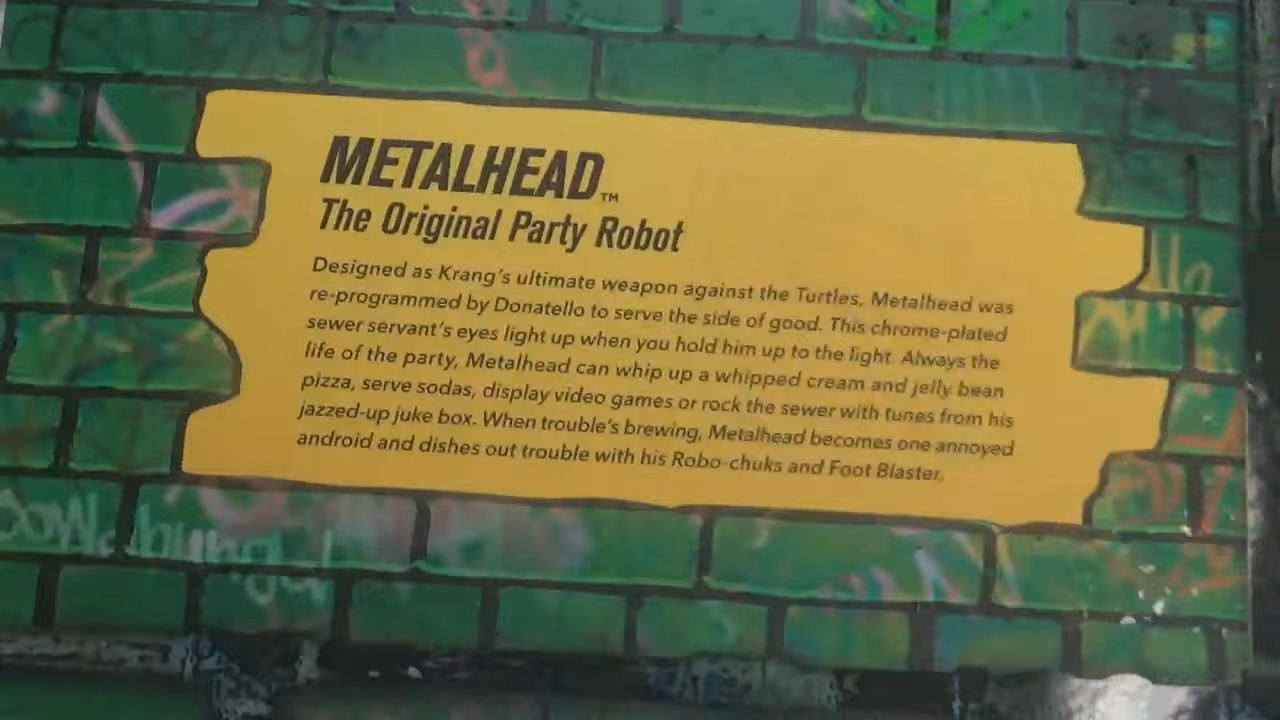 METALHEAD™
The Original Party Robot
Designed as Krang's ultimate weapon against the Turtles, Metalhead was
re-programmed by Donatello to serve the side of good. This chrome-plated
sewer servant's eyes light up when you hold him up to the light. Always the
life of the party, Metalhead can whip up a whipped cream and jelly bean
pizza, serve sodas, display video games or rock the sewer with tunes from his
jazzed-up juke box. When trouble's brewing, Metalhead becomes one annoyed
android and dishes out trouble with his Robo-chuks and Foot Blaster.